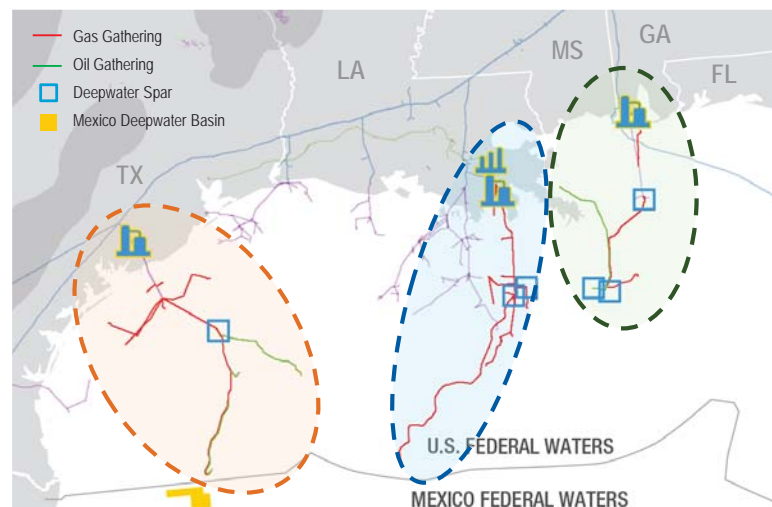 Gas Gathering
Oil Gathering
Deepwater Spar
Mexico Deepwater Basin
GA
MS
LA
FL
TX
U.S. FEDERAL WATERS
MEXICO FEDERAL WATERS